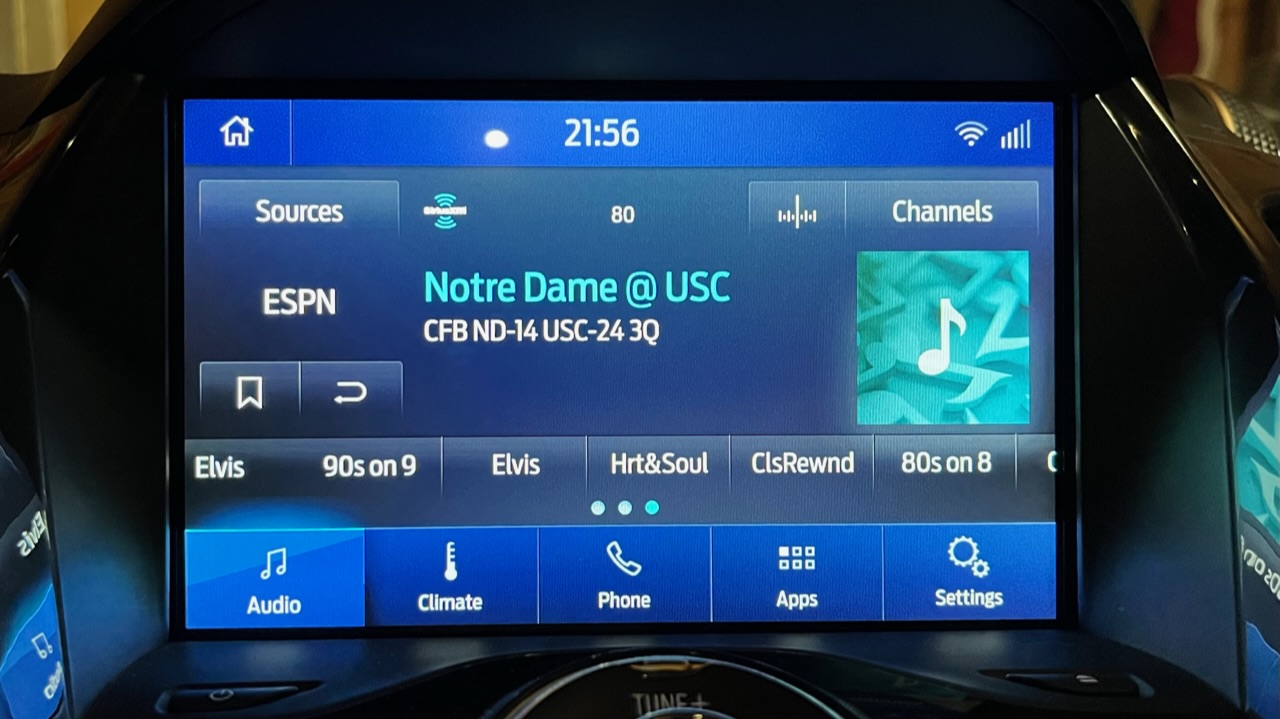 21:56
Sources
SiriusXM
80
Channels
ESPN
Notre Dame @ USC
CFB ND-14 USC-24 3Q
Elvis
90s on 9
Elvis
Hrt&Soul
ClsRewnd
80s on 8
Audio
Climate
Phone
Apps
Settings
TUNE+